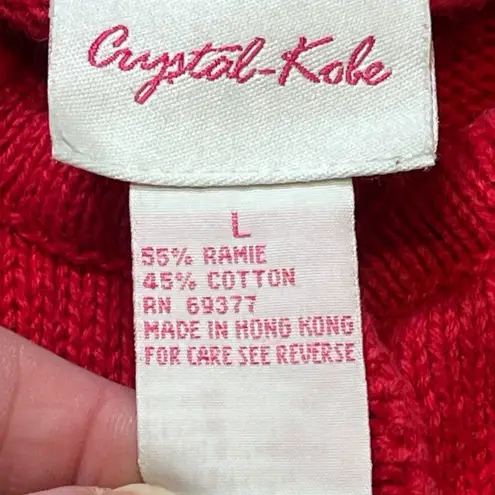 Crystal-Kobe
L
55% RAMIE
45% COTTON
RN 69377
MADE IN HONG KONG
FOR CARE SEE REVERSE